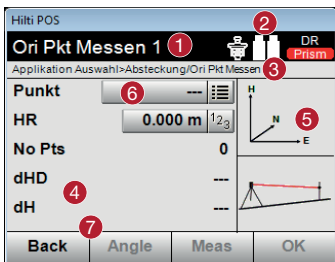 Hilti POS
Ori Pkt Messen 1 1 2 DR
Prism
Applikation Auswahl>Absteckung/Ori Pkt Messen 3
Punkt 6 --- H
HR 0.000 m 123 N 5
E
No Pts 0
dHD ---
4
dH ---
7
Back Angle Meas OK